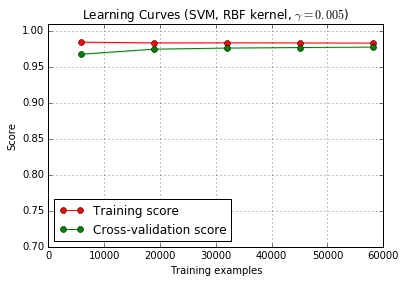 Learning Curves (SVM, RBF kernel, γ = 0.005)
1.00
0.95
0.90
0.85
0.80
0.75
0.70
Score
Training score
Cross-validation score
0 10000 20000 30000 40000 50000 60000
Training examples